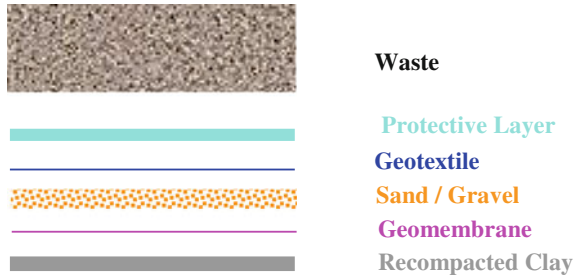 Waste
Protective Layer
Geotextile
Sand / Gravel
Geomembrane
Recompacted Clay